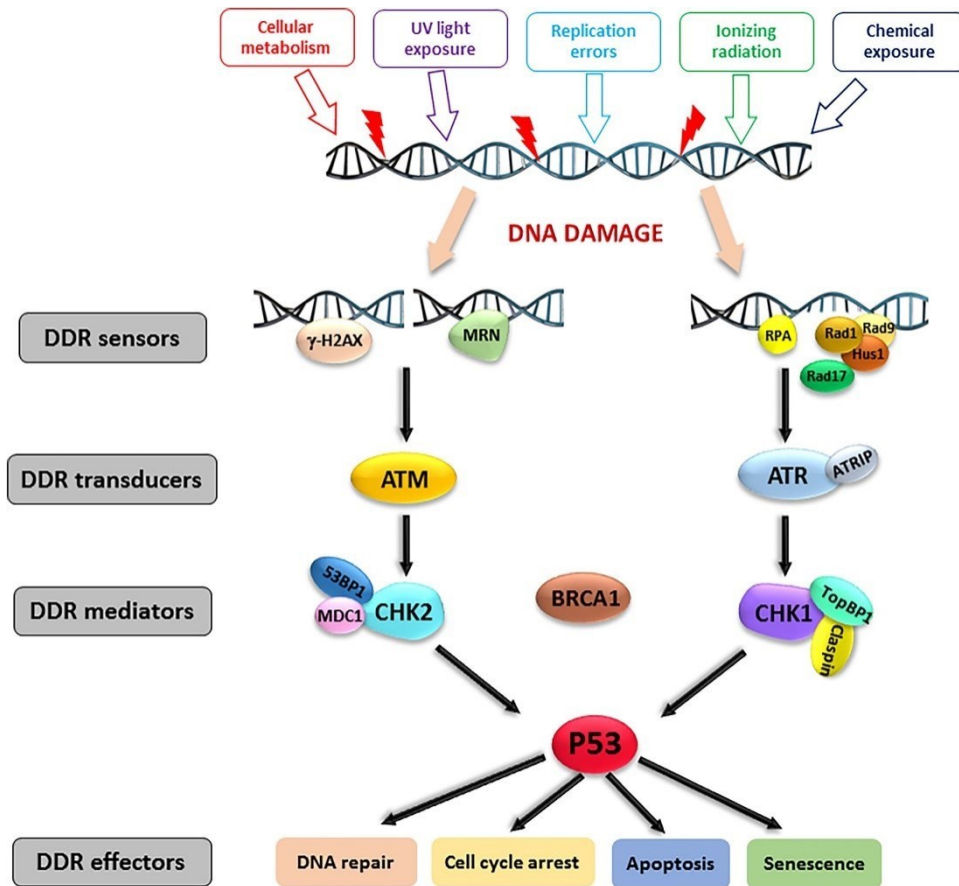 Cellular
metabolism
UV light
exposure
Replication
errors
Ionizing
radiation
Chemical
exposure
DNA DAMAGE
DDR sensors
γ-H2AX
MRN
RPA
Rad1
Rad9
Hus1
Rad17
DDR transducers
ATM
ATR
ATRIP
DDR mediators
53BP1
MDC1
CHK2
BRCA1
CHK1
TopBP1
Claspin
P53
DDR effectors
DNA repair
Cell cycle arrest
Apoptosis
Senescence